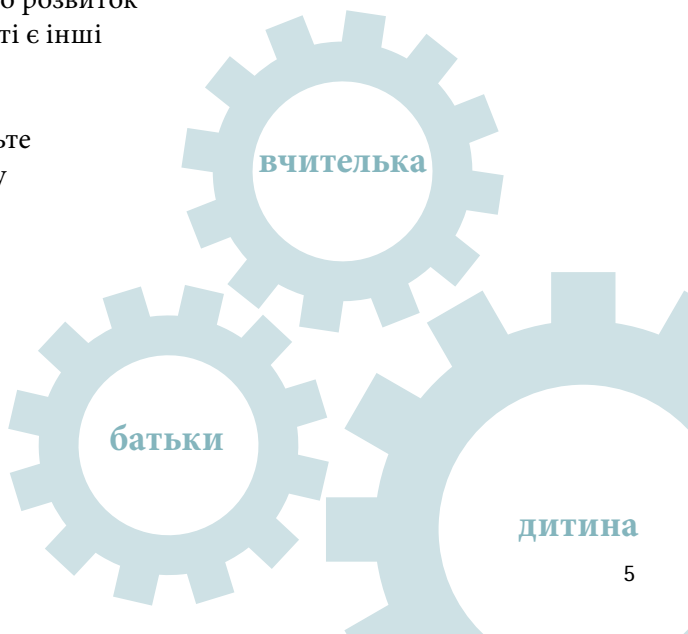 о розвиток
ті є інші
ьте
у
вчителька
батьки
дитина
5